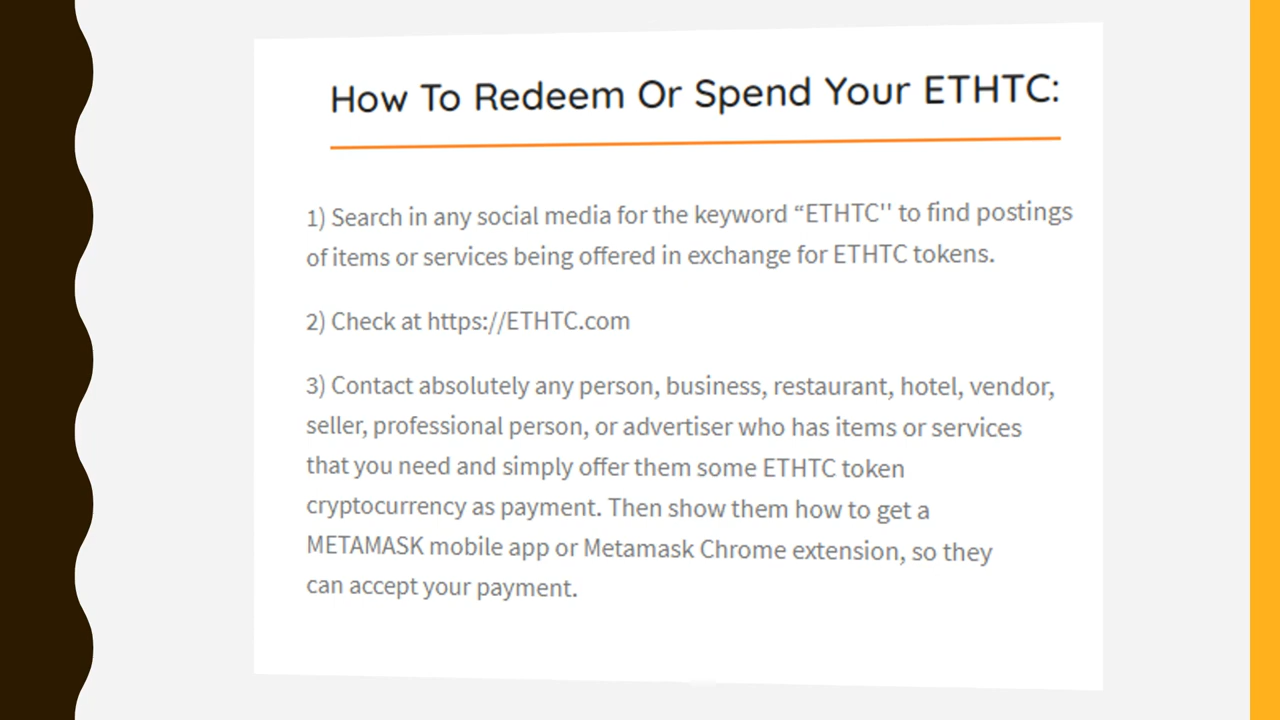 How To Redeem Or Spend Your ETHTC:
1) Search in any social media for the keyword “ETHTC'' to find postings
of items or services being offered in exchange for ETHTC tokens.
2) Check at https://ETHTC.com
3) Contact absolutely any person, business, restaurant, hotel, vendor,
seller, professional person, or advertiser who has items or services
that you need and simply offer them some ETHTC token
cryptocurrency as payment. Then show them how to get a
METAMASK mobile app or Metamask Chrome extension, so they
can accept your payment.